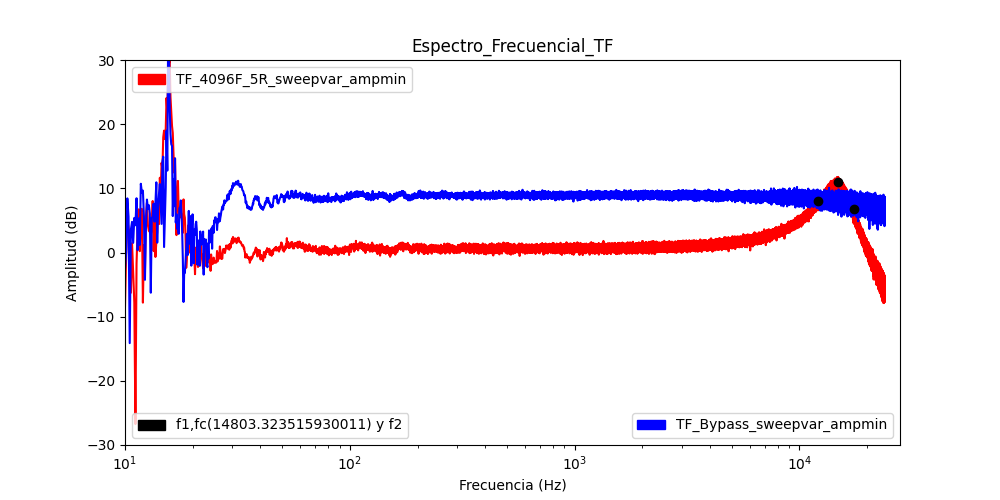 Espectro_Frecuencial_TF
TF_4096F_5R_sweepvar_ampmin
f1,fc(14803.323515930011) y f2
TF_Bypass_sweepvar_ampmin
Amplitud (dB)
30
20
10
0
−10
−20
−30
10¹
10²
10³
10⁴
Frecuencia (Hz)